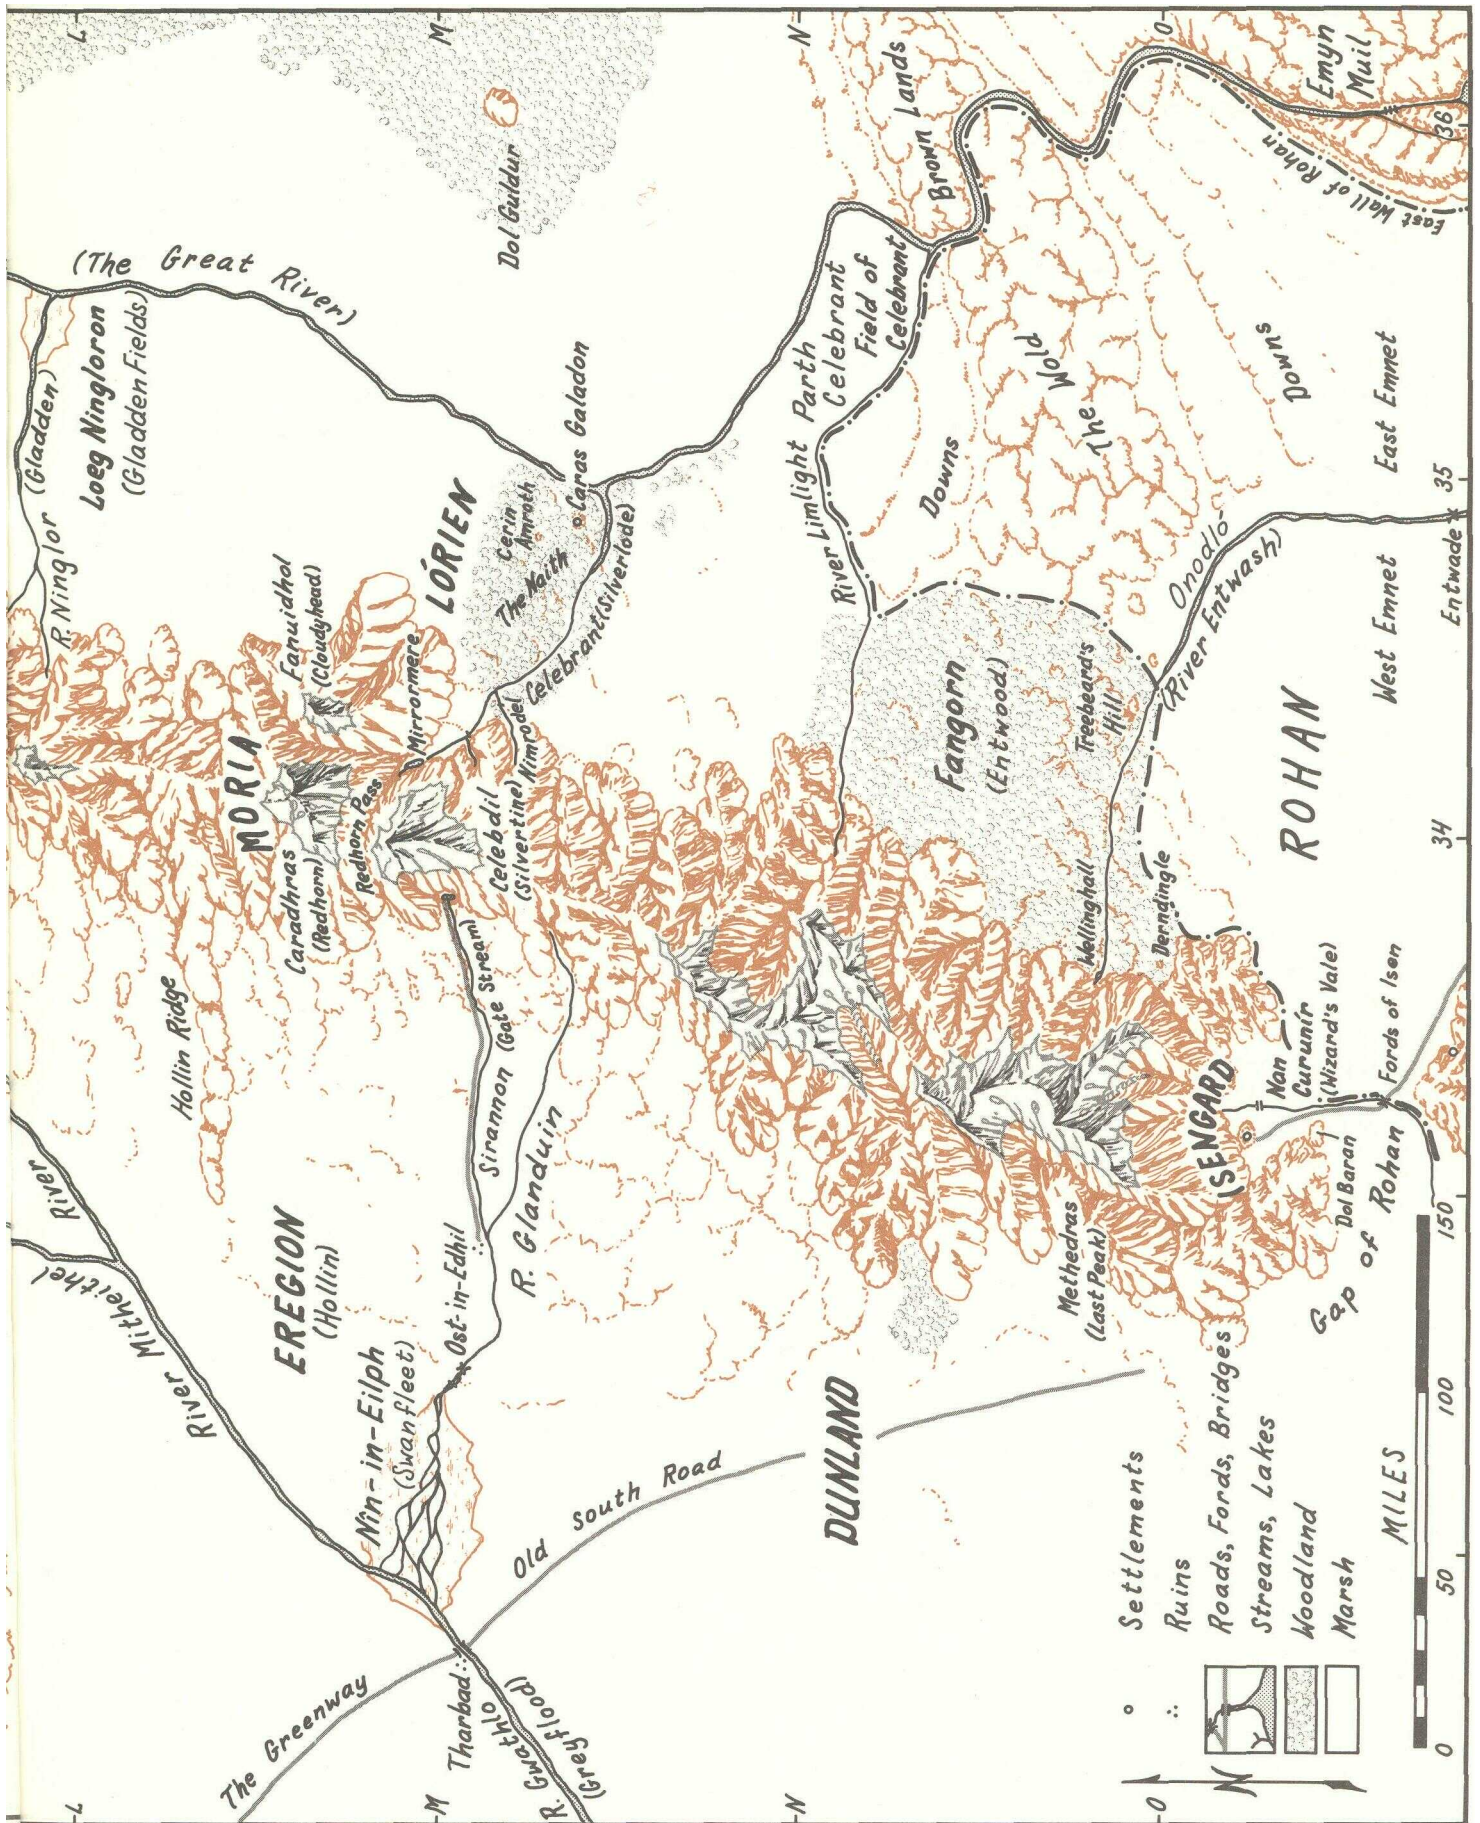 L
M
N
O
R. Ninglor (Gladden)
Loeg Ningloron
(Gladden Fields)
(The Great
River)
Dol Guldur
Brown Lands
Emyn
Muil
36
East Wall of Rohan
Fanuidhol
(Cloudyhead)
LÓRIEN
Cerin
Amroth
The Naith
Caras Galadon
Celebrant (Silverlode)
Mirrormere
Nimrodel
Parth
Celebrant
Field of
Celebrant
River Limlight
The Wold
Downs
Downs
East Emnet
35
Onodló
(River Entwash)
West Emnet
Entwade
MORIA
Caradhras
(Redhorn)
Redhorn Pass
Celebdil
(Silvertine)
Fangorn
(Entwood)
Treebeard's
Hill
Wellinghall
Derndingle
ROHAN
34
Hollin Ridge
Sirannon (Gate Stream)
R. Glanduin
ISENGARD
Nan
Curunír
(Wizard's Vale)
Fords of Isen
Dol Baran
Gap of Rohan
Methedras
(Last Peak)
River
River Mitheithel
EREGION
(Hollin)
Nîn-in-Eilph
(Swanfleet)
Ost-in-Edhil
Old South Road
DUNLAND
The Greenway
Tharbad
R. Gwathlo
(Greyflood)
Settlements
Ruins
Roads, Fords, Bridges
Streams, Lakes
Woodland
Marsh
MILES
0
50
100
150
N
L
M
N
O